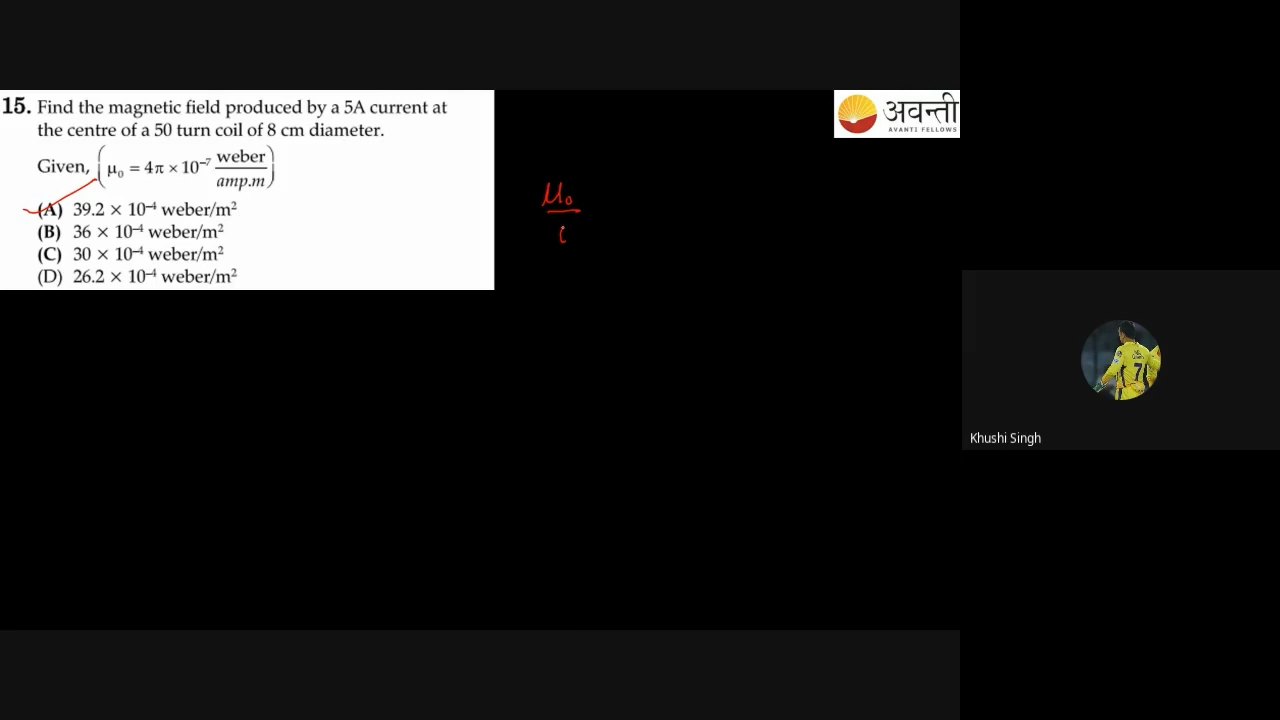 15. Find the magnetic field produced by a 5A current at
the centre of a 50 turn coil of 8 cm diameter.
Given, (μ₀ = 4π × 10⁻⁷ weber/amp.m)
(A) 39.2 × 10⁻⁴ weber/m²
(B) 36 × 10⁻⁴ weber/m²
(C) 30 × 10⁻⁴ weber/m²
(D) 26.2 × 10⁻⁴ weber/m²
μ₀
अवन्ती
AVANTI FELLOWS
7
Khushi Singh